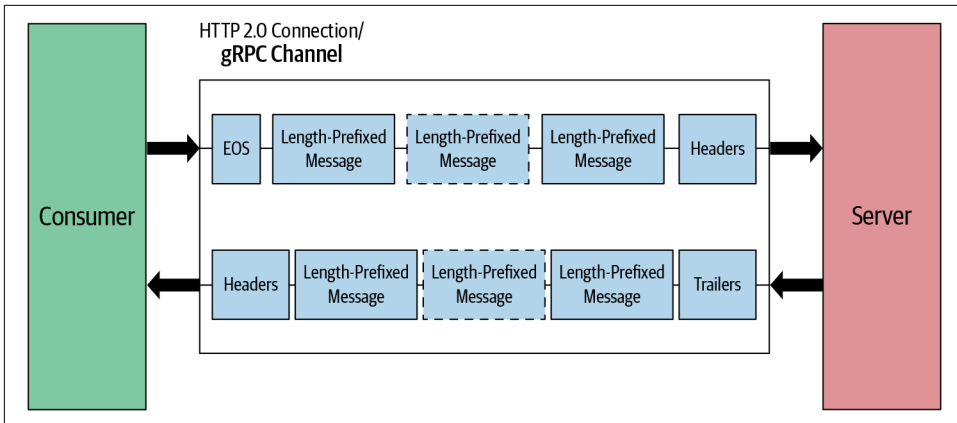 HTTP 2.0 Connection/
gRPC Channel
Consumer
EOS
Length-Prefixed
Message
Length-Prefixed
Message
Length-Prefixed
Message
Headers
Server
Headers
Length-Prefixed
Message
Length-Prefixed
Message
Length-Prefixed
Message
Trailers